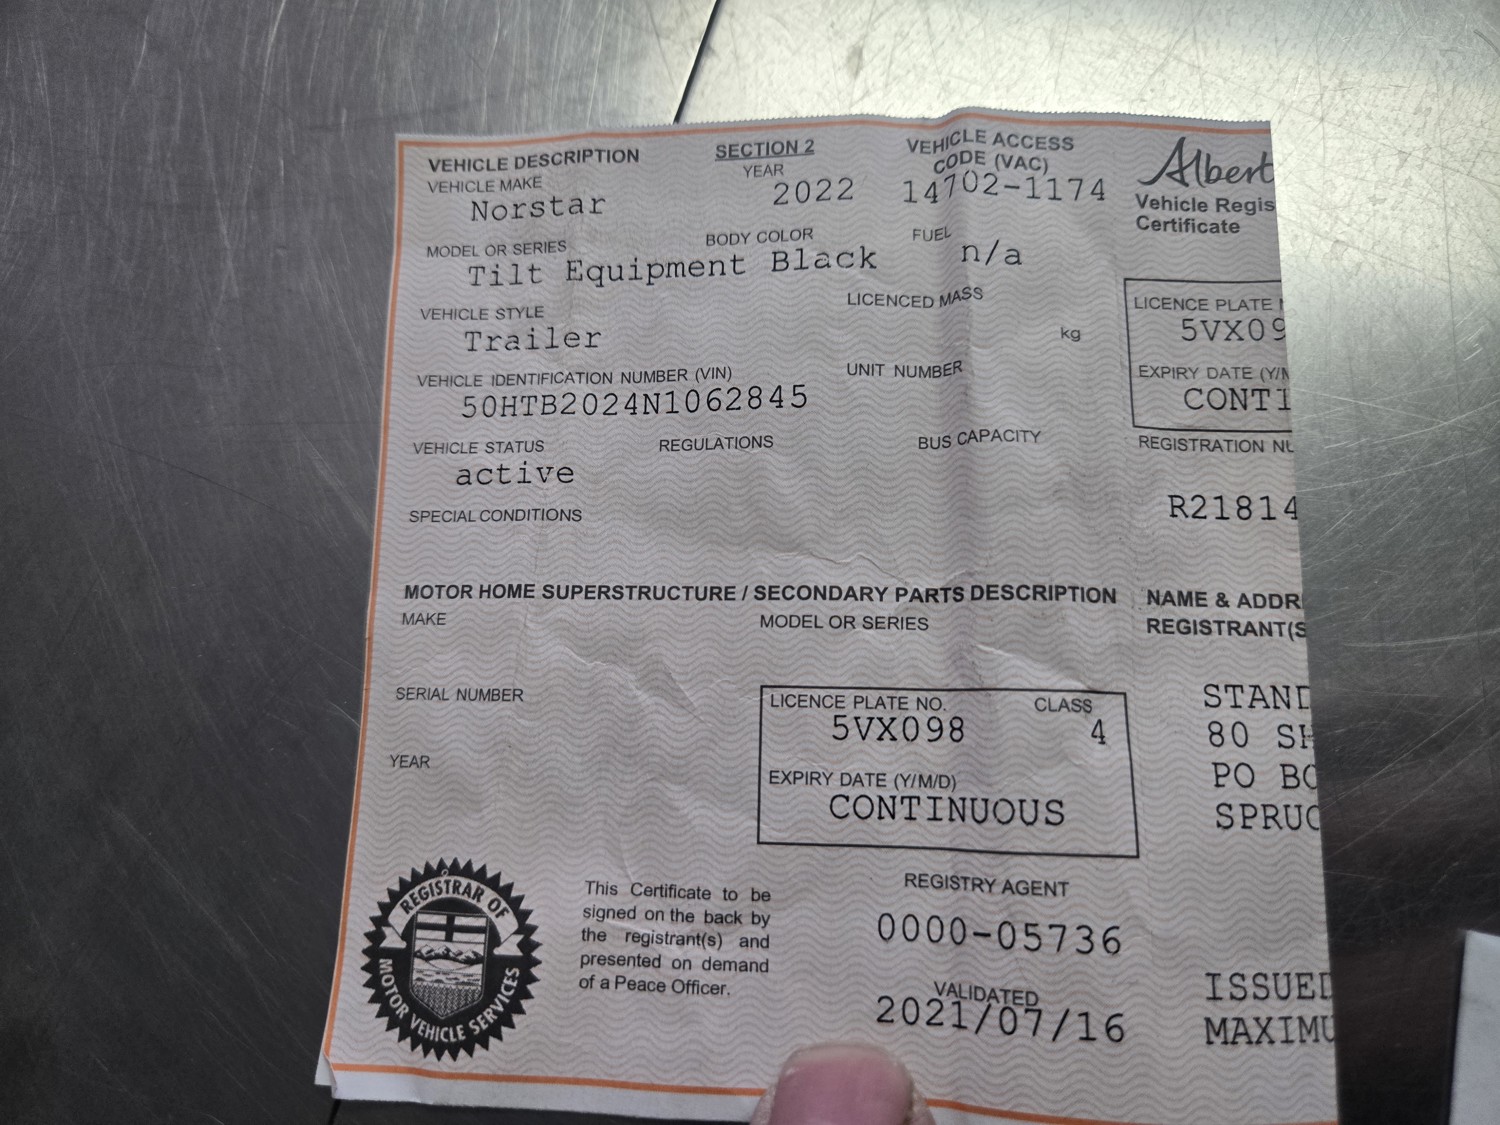 VEHICLE DESCRIPTION
SECTION 2
VEHICLE ACCESS
CODE (VAC)
VEHICLE MAKE
YEAR
Norstar
2022
14702-1174
MODEL OR SERIES
BODY COLOR
FUEL
Tilt Equipment Black
n/a
VEHICLE STYLE
LICENCED MASS
Trailer
kg
VEHICLE IDENTIFICATION NUMBER (VIN)
UNIT NUMBER
50HTB2024N1062845
VEHICLE STATUS
REGULATIONS
BUS CAPACITY
active
SPECIAL CONDITIONS
MOTOR HOME SUPERSTRUCTURE / SECONDARY PARTS DESCRIPTION
MAKE
MODEL OR SERIES
SERIAL NUMBER
YEAR
LICENCE PLATE NO.
CLASS
5VX098
4
EXPIRY DATE (Y/M/D)
CONTINUOUS
REGISTRAR OF
MOTOR VEHICLE SERVICES
This Certificate to be
signed on the back by
the registrant(s) and
presented on demand
of a Peace Officer.
REGISTRY AGENT
0000-05736
VALIDATED
2021/07/16
Albert
Vehicle Regis
Certificate
LICENCE PLATE
5VX09
EXPIRY DATE (Y/M
CONTI
REGISTRATION NU
R21814
NAME & ADDR
REGISTRANT(S
STAND
80 SH
PO BO
SPRUC
ISSUED
MAXIMU